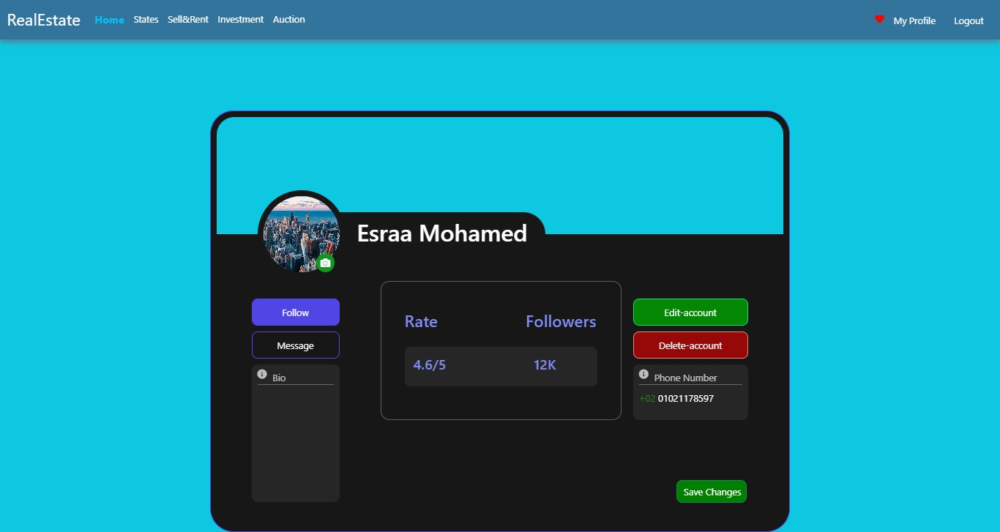 RealEstate Home States Sell&Rent Investment Auction My Profile Logout
Esraa Mohamed
Follow
Message
Bio
Rate Followers
4.6/5 12K
Edit-account
Delete-account
Phone Number
+02 01021178597
Save Changes